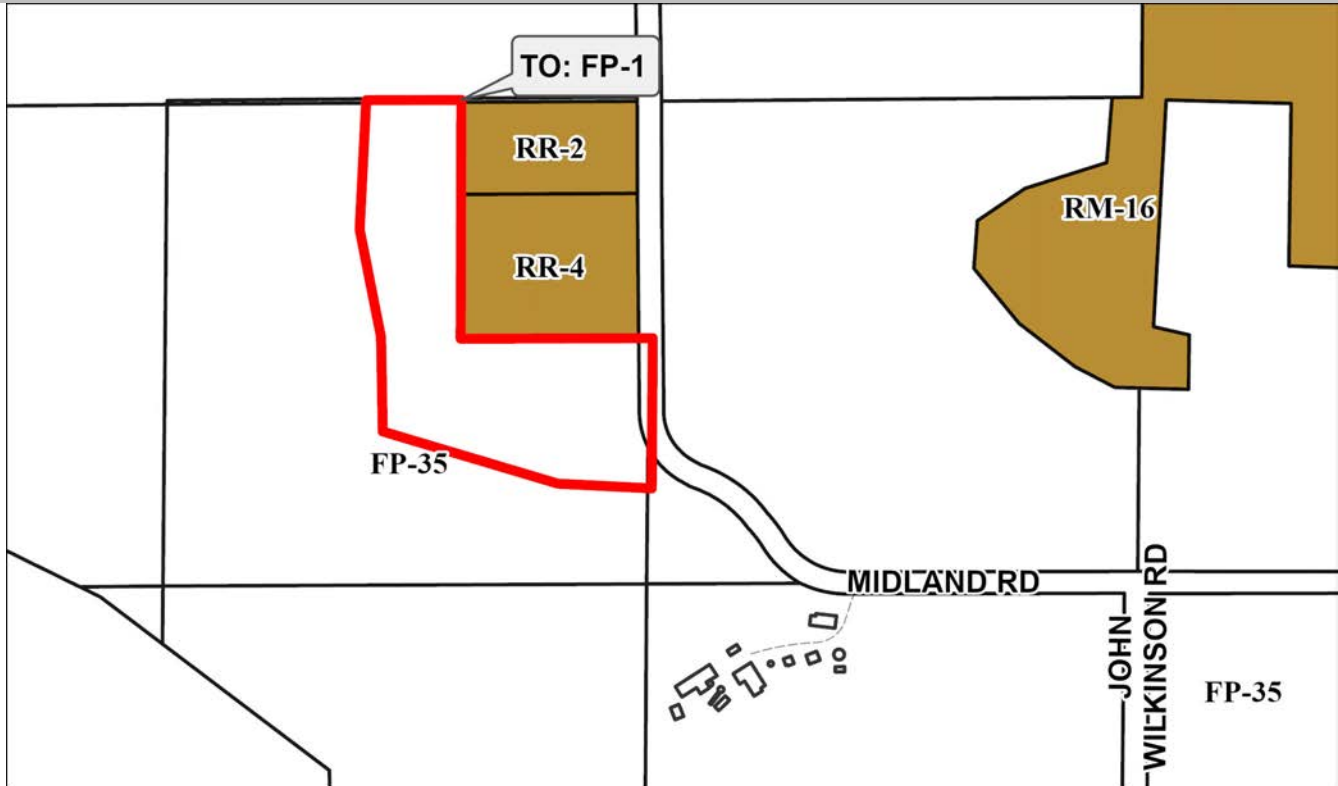 TO: FP-1
RR-2
RM-16
RR-4
FP-35
MIDLAND RD
JOHN
WILKINSON RD
FP-35